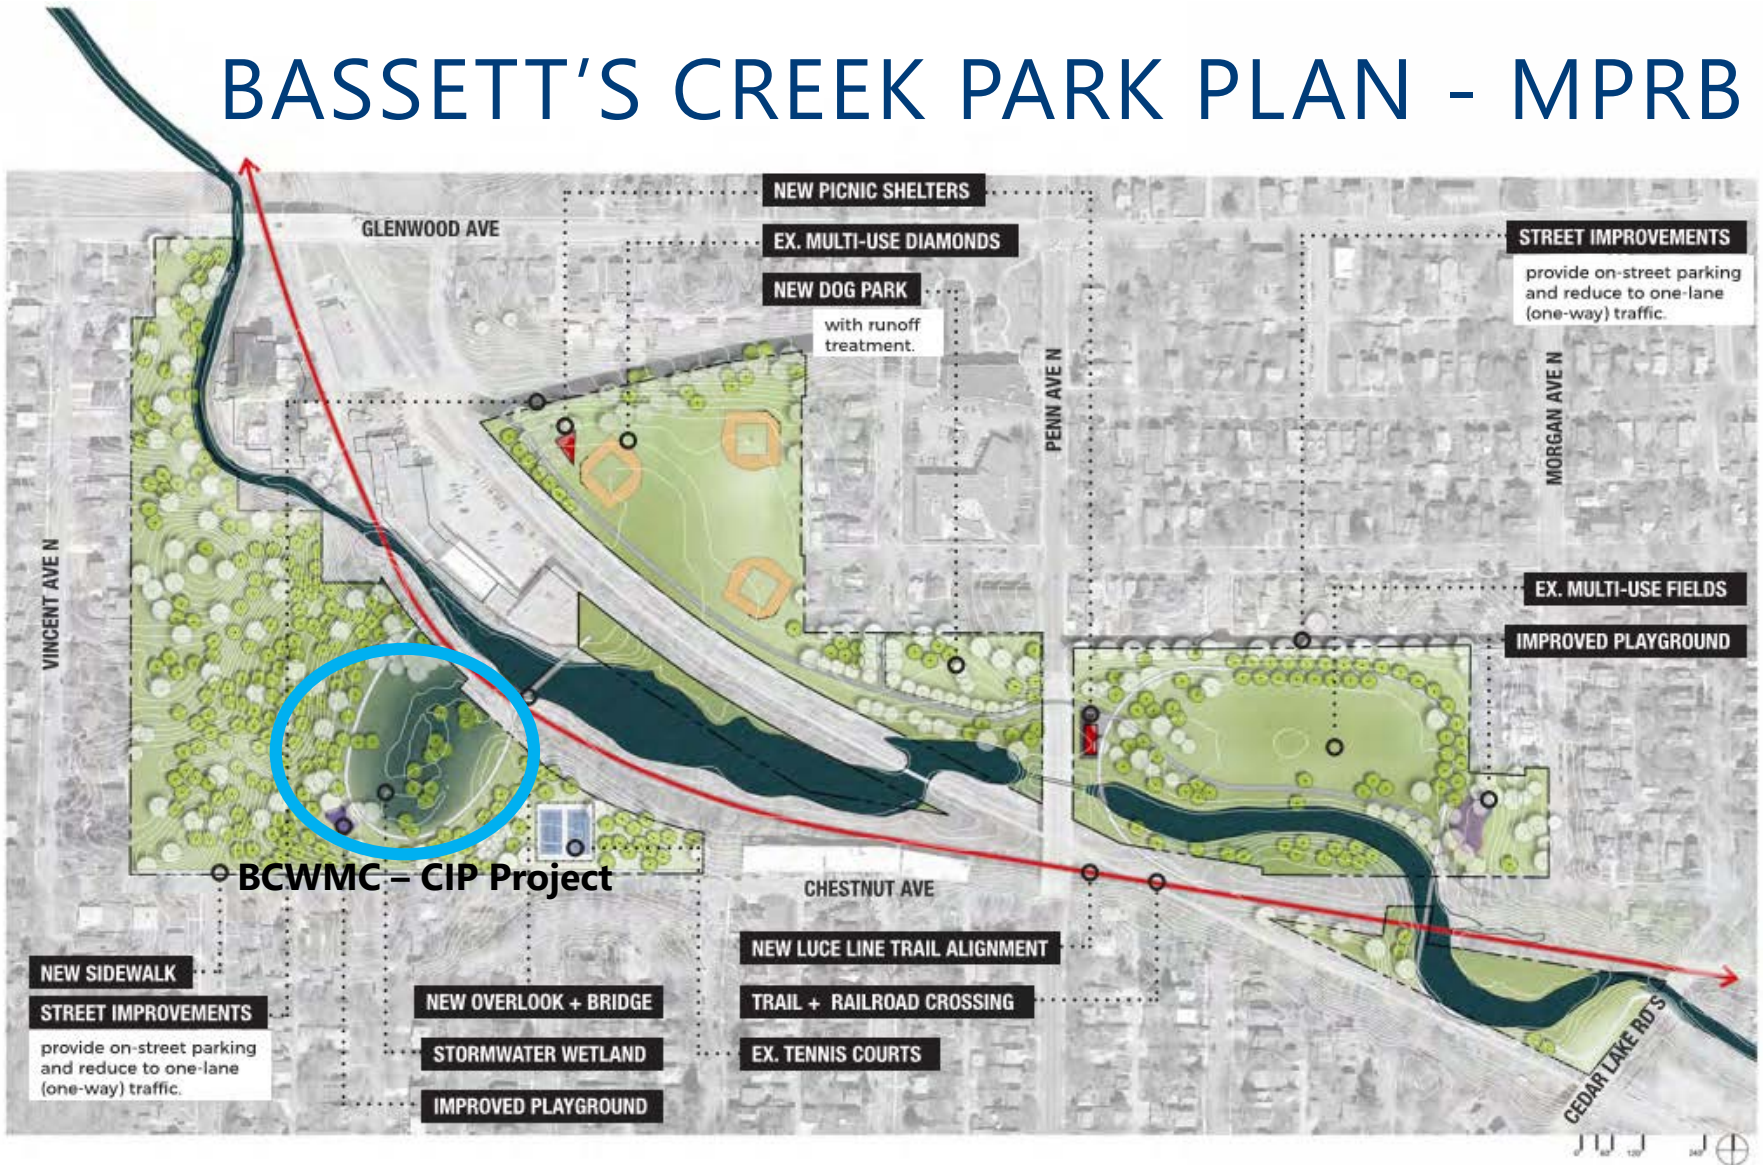 BASSETT'S CREEK PARK PLAN - MPRB
NEW PICNIC SHELTERS
GLENWOOD AVE
EX. MULTI-USE DIAMONDS
STREET IMPROVEMENTS
provide on-street parking
and reduce to one-lane
(one-way) traffic.
NEW DOG PARK
with runoff
treatment.
PENN AVE N
MORGAN AVE N
VINCENT AVE N
EX. MULTI-USE FIELDS
IMPROVED PLAYGROUND
BCWMC – CIP Project
CHESTNUT AVE
NEW LUCE LINE TRAIL ALIGNMENT
NEW SIDEWALK
STREET IMPROVEMENTS
provide on-street parking
and reduce to one-lane
(one-way) traffic.
NEW OVERLOOK + BRIDGE
TRAIL + RAILROAD CROSSING
STORMWATER WETLAND
EX. TENNIS COURTS
IMPROVED PLAYGROUND
CEDAR LAKE RD S